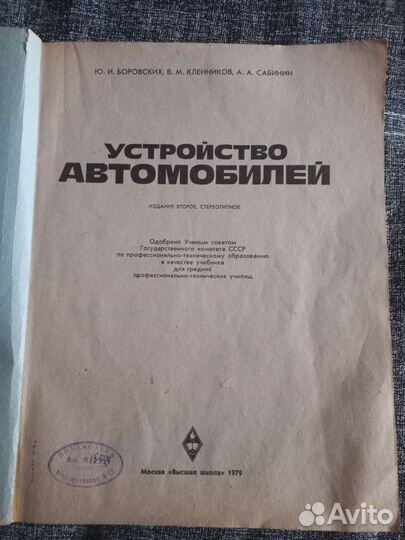 Ю. И. БОРОВСКИХ, В. М. КЛЕННИКОВ, А. А. САБИНИН
УСТРОЙСТВО
АВТОМОБИЛЕЙ
ИЗДАНИЕ ВТОРОЕ, СТЕРЕОТИПНОЕ
Одобрено Ученым советом
Государственного комитета СССР
по профессионально-техническому образованию
в качестве учебника
для средних
профессионально-технических училищ
Москва «Высшая школа» 1979
Avito